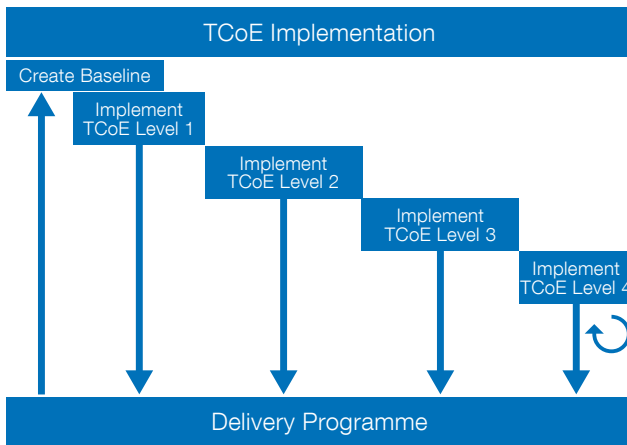 TCoE Implementation
Create Baseline
Implement
TCoE Level 1
Implement
TCoE Level 2
Implement
TCoE Level 3
Implement
TCoE Level 4
Delivery Programme